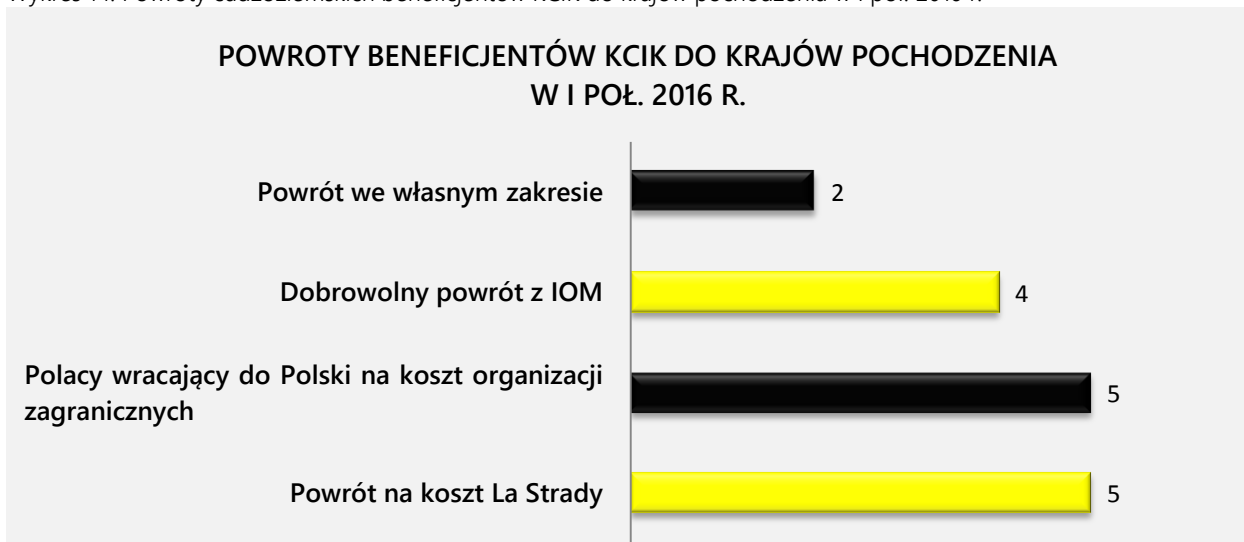 POWROTY BENEFICJENTÓW KCIK DO KRAJÓW POCHODZENIA
W I POŁ. 2016 R.
Powrót we własnym zakresie 2
Dobrowolny powrót z IOM 4
Polacy wracający do Polski na koszt organizacji
zagranicznych 5
Powrót na koszt La Strady 5